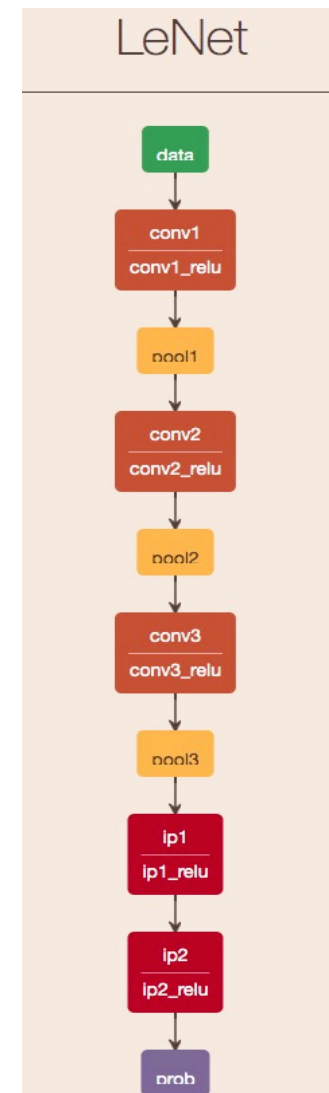 LeNet
data
conv1
conv1_relu
pool1
conv2
conv2_relu
pool2
conv3
conv3_relu
pool3
ip1
ip1_relu
ip2
ip2_relu
prob